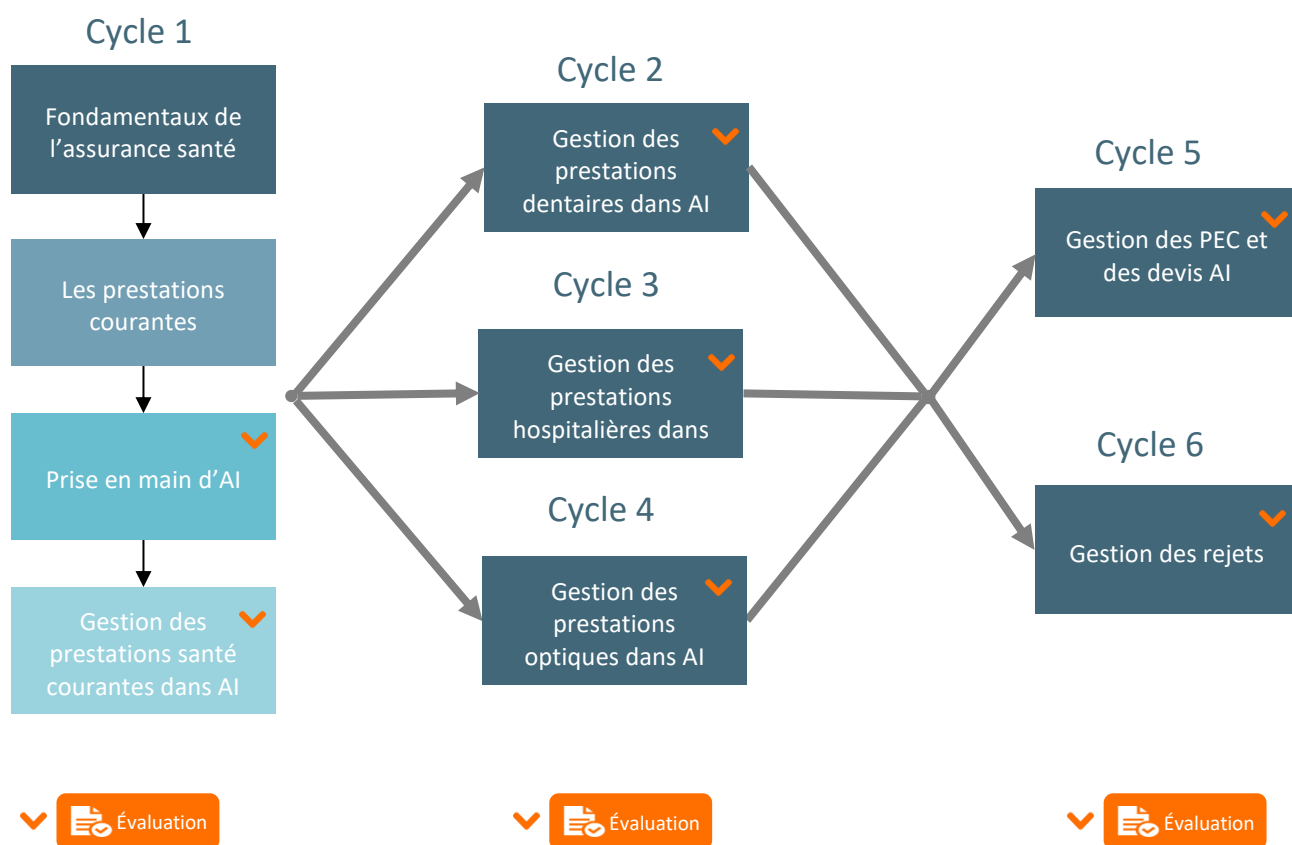 Cycle 1
Fondamentaux de
l'assurance santé
Les prestations
courantes
Prise en main d'AI
Gestion des
prestations santé
courantes dans AI
Cycle 2
Gestion des
prestations
dentaires dans AI
Cycle 3
Gestion des
prestations
hospitalières dans
Cycle 4
Gestion des
prestations
optiques dans AI
Cycle 5
Gestion des PEC et
des devis AI
Cycle 6
Gestion des rejets
Évaluation
Évaluation
Évaluation